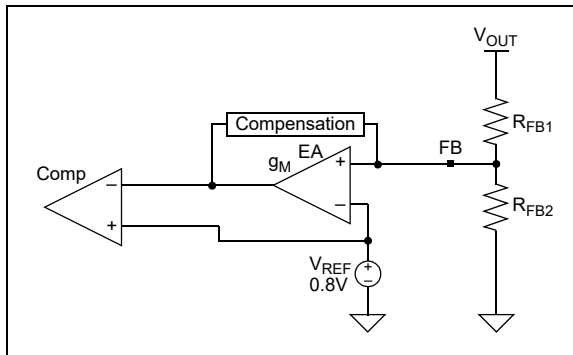 V_OUT
Compensation
R_FB1
EA
FB
g_M
+
Comp
−
−
R_FB2
+
V_REF
+
0.8V
−